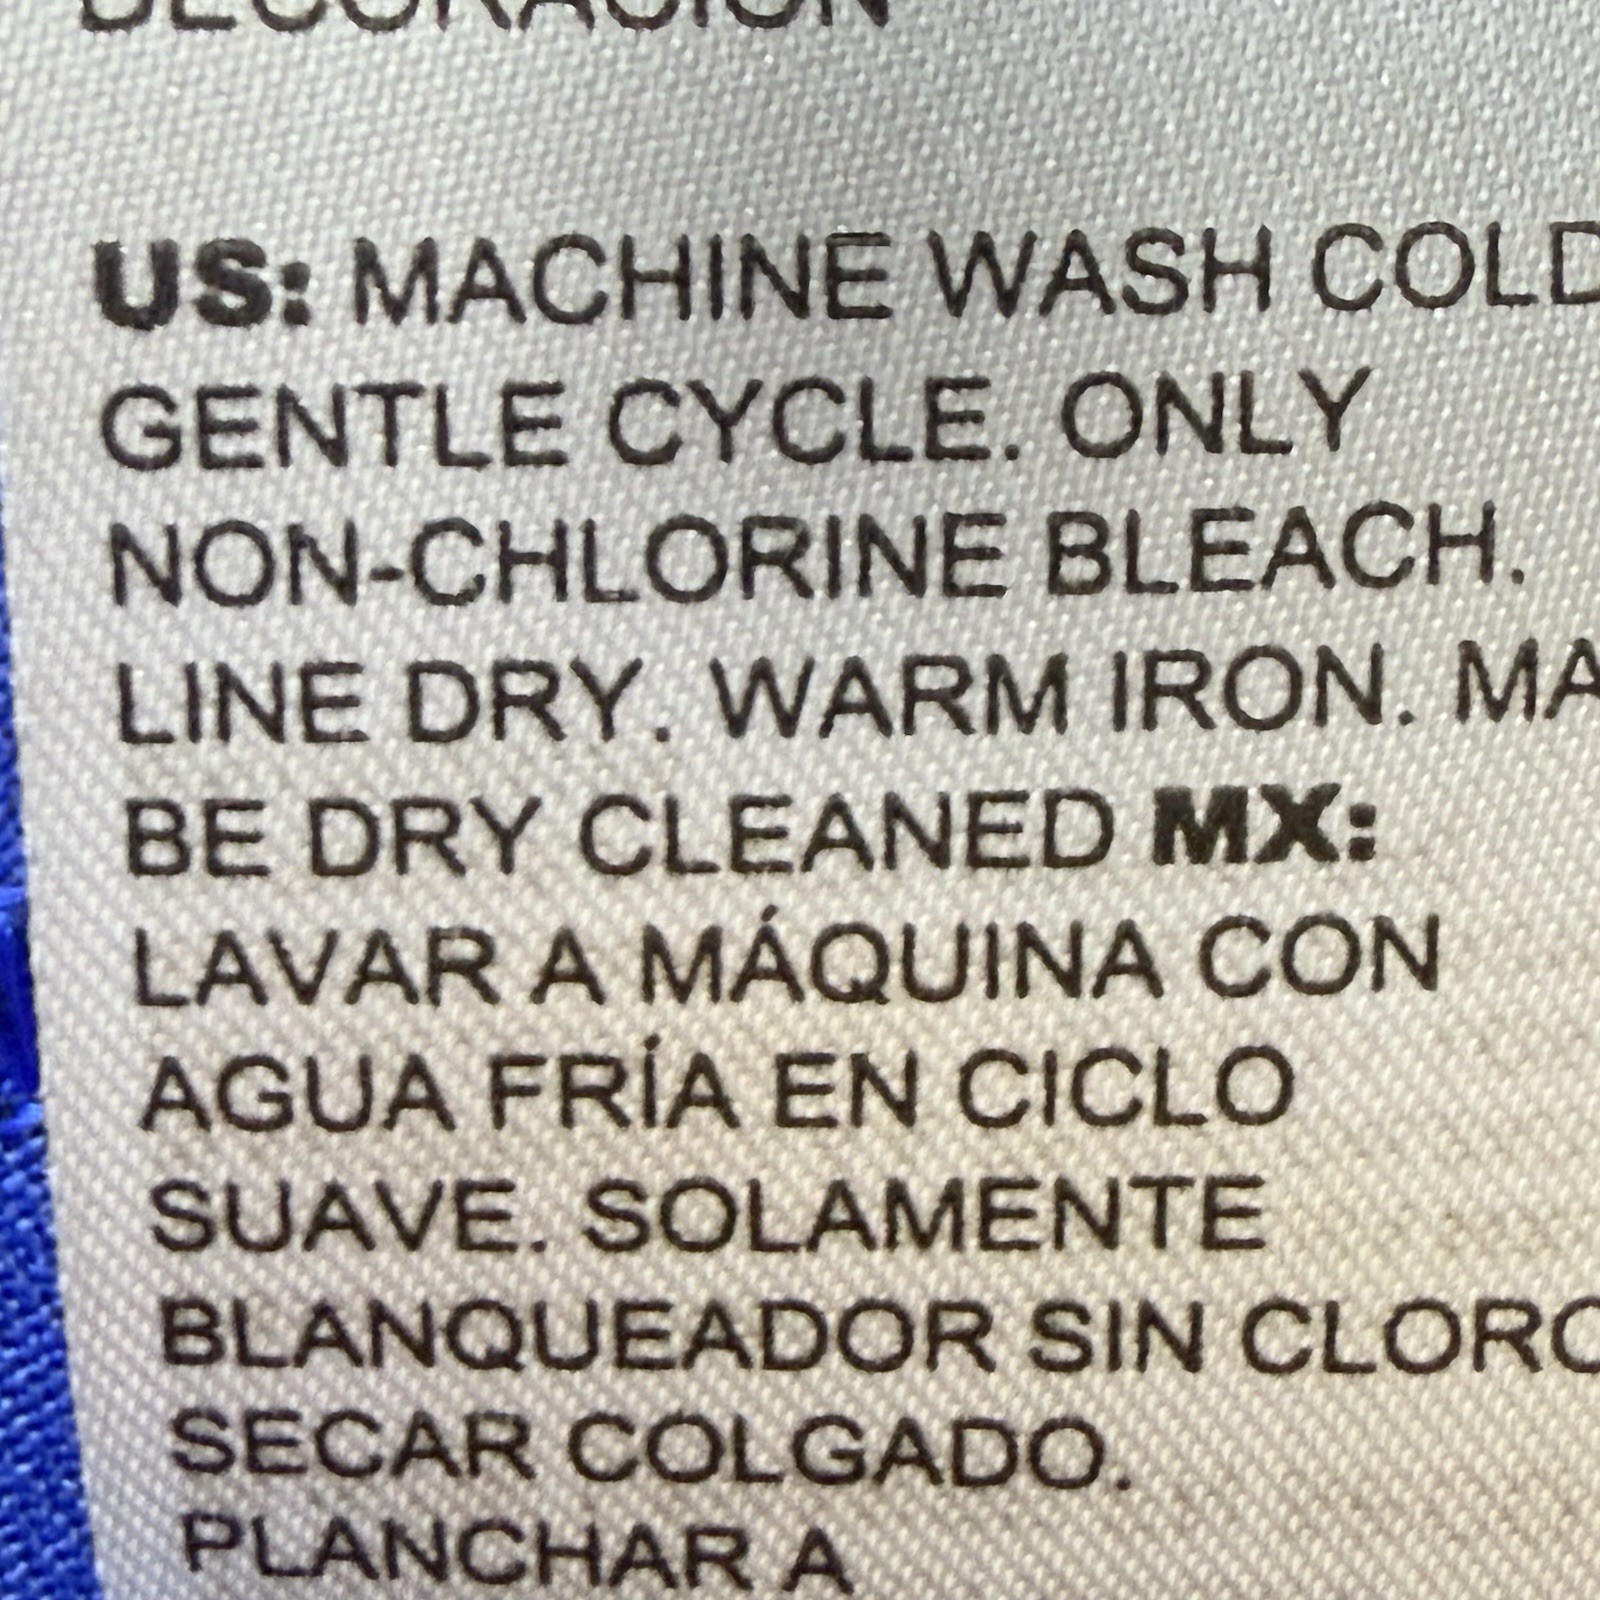 DECORACIÓN
US: MACHINE WASH COLD
GENTLE CYCLE. ONLY
NON-CHLORINE BLEACH.
LINE DRY. WARM IRON. MA
BE DRY CLEANED MX:
LAVAR A MÁQUINA CON
AGUA FRÍA EN CICLO
SUAVE. SOLAMENTE
BLANQUEADOR SIN CLORO
SECAR COLGADO.
PLANCHAR A